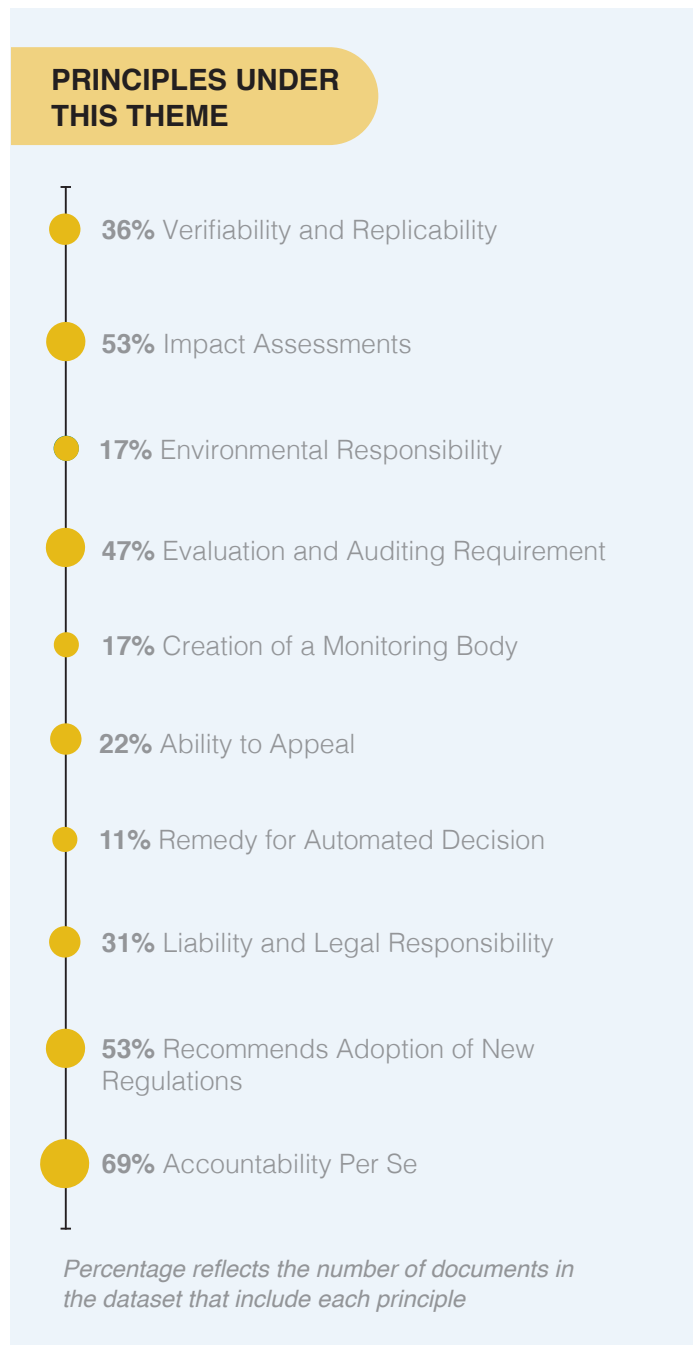 PRINCIPLES UNDER
THIS THEME
36% Verifiability and Replicability
53% Impact Assessments
17% Environmental Responsibility
47% Evaluation and Auditing Requirement
17% Creation of a Monitoring Body
22% Ability to Appeal
11% Remedy for Automated Decision
31% Liability and Legal Responsibility
53% Recommends Adoption of New
Regulations
69% Accountability Per Se
Percentage reflects the number of documents in
the dataset that include each principle